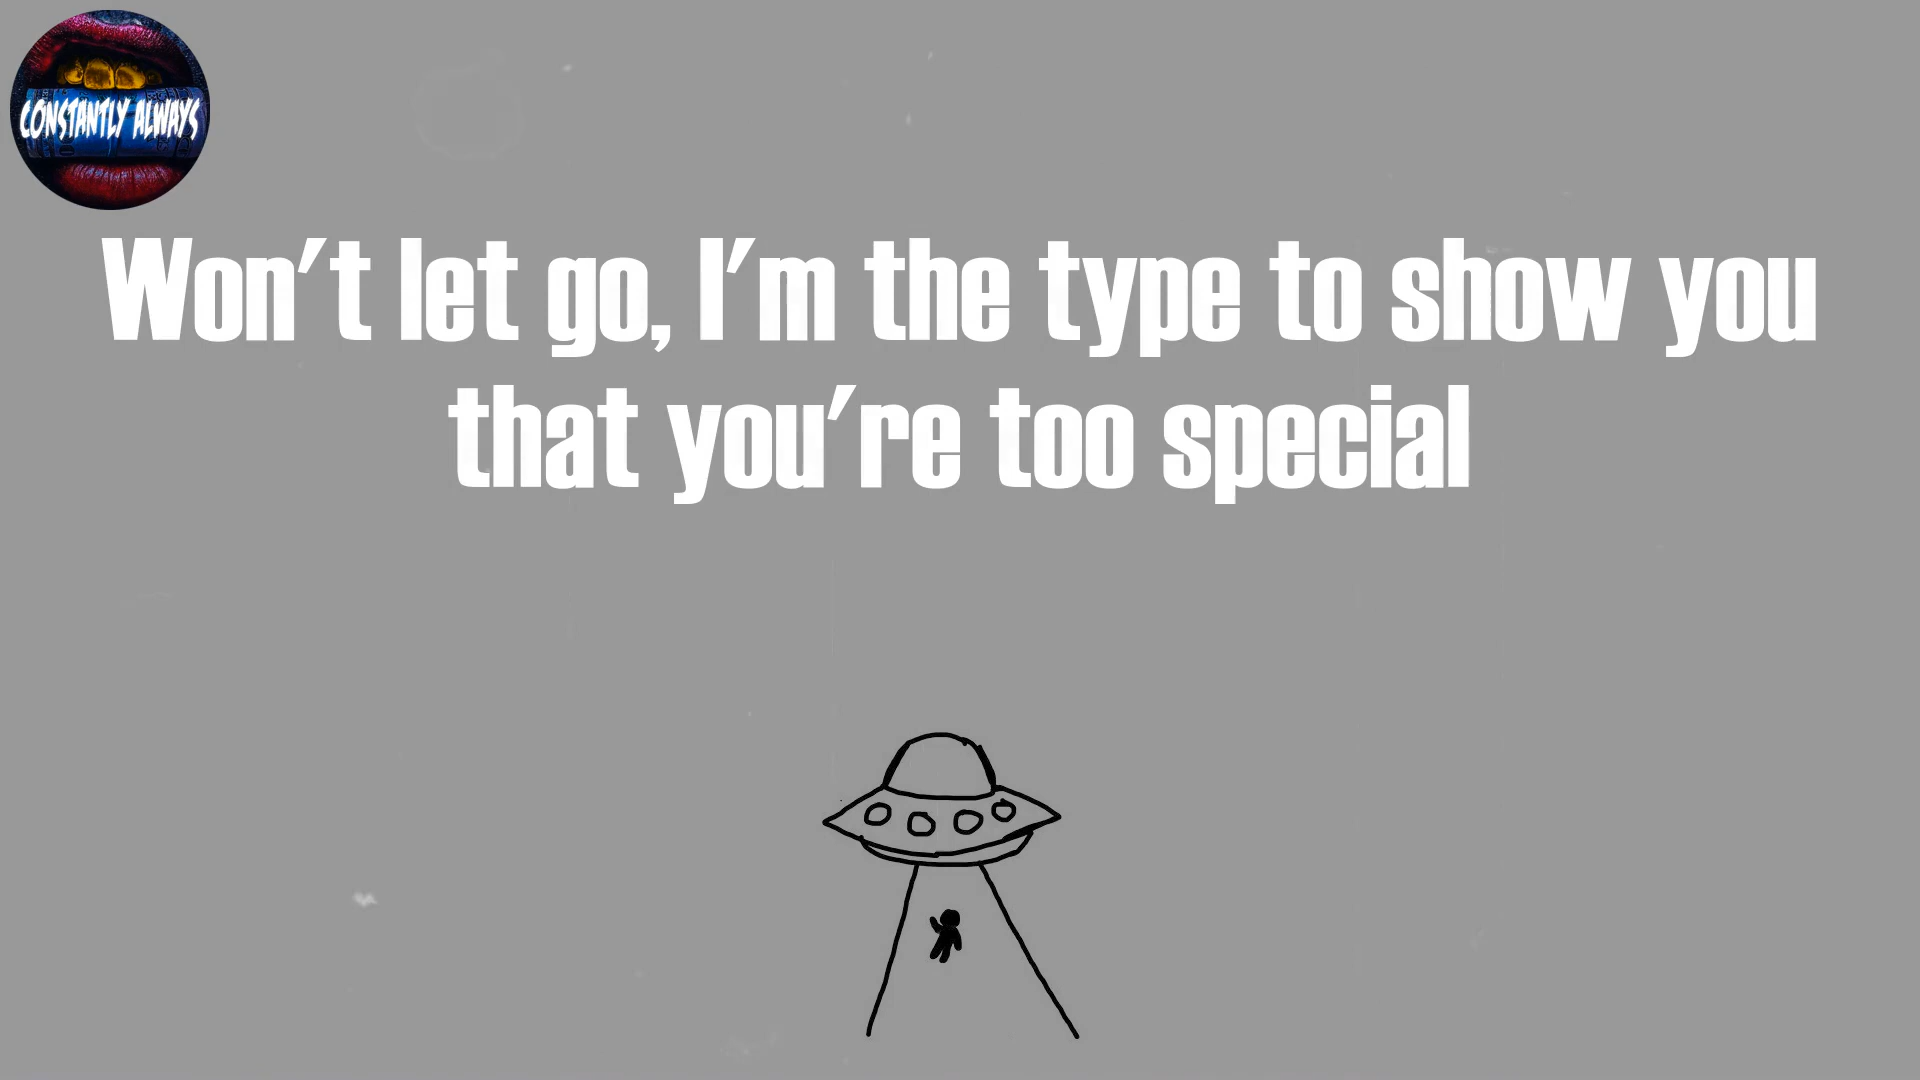 CONSTANTLY ALWAYS
Won't let go, I'm the type to show you
that you're too special